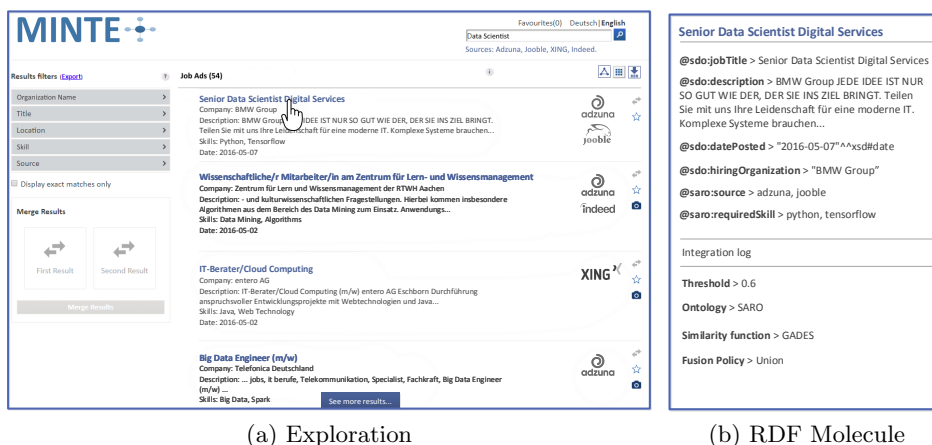 MINTE
Favourites(0) Deutsch|English
Data Scientist
Sources: Adzuna, Jooble, XING, Indeed.
Results filters (Export) ?
Organization Name >
Title >
Location >
Skill >
Source >
Display exact matches only
Merge Results
First Result Second Result
Merge Results
Job Ads (54)
Senior Data Scientist Digital Services
Company: BMW Group
Description: BMW Group JEDE IDEE IST NUR SO GUT WIE DER, DER SIE INS ZIEL BRINGT.
Teilen Sie mit uns Ihre Leidenschaft für eine moderne IT. Komplexe Systeme brauchen...
Skills: Python, Tensorflow
Date: 2016-05-07
adzuna
jooble
Wissenschaftliche/r Mitarbeiter/in am Zentrum für Lern- und Wissensmanagement
Company: Zentrum für Lern und Wissensmanagement der RTWH Aachen
Description: - und kulturwissenschaftlichen Fragestellungen. Hierbei kommen insbesondere
Algorithmen aus dem Bereich des Data Mining zum Einsatz. Anwendungs...
Skills: Data Mining, Algorithms
Date: 2016-05-02
adzuna
indeed
IT-Berater/Cloud Computing
Company: entero AG
Description: IT-Berater/Cloud Computing (m/w) entero AG Eschborn Durchführung
anspruchsvoller Entwicklungsprojekte mit Webtechnologien und Java...
Skills: Java, Web Technology
Date: 2016-05-02
XING
Big Data Engineer (m/w)
Company: Telefonica Deutschland
Description: ... jobs, it berufe, Telekommunikation, Specialist, Fachkraft, Big Data Engineer
(m/w) ...
Skills: Big Data, Spark
adzuna
See more results...
(a) Exploration
Senior Data Scientist Digital Services
@sdo:jobTitle > Senior Data Scientist Digital Services
@sdo:description > BMW Group JEDE IDEE IST NUR
SO GUT WIE DER, DER SIE INS ZIEL BRINGT. Teilen
Sie mit uns Ihre Leidenschaft für eine moderne IT.
Komplexe Systeme brauchen...
@sdo:datePosted > "2016-05-07"^^xsd#date
@sdo:hiringOrganization > "BMW Group”
@saro:source > adzuna, jooble
@saro:requiredSkill > python, tensorflow
Integration log
Threshold > 0.6
Ontology > SARO
Similarity function > GADES
Fusion Policy > Union
(b) RDF Molecule